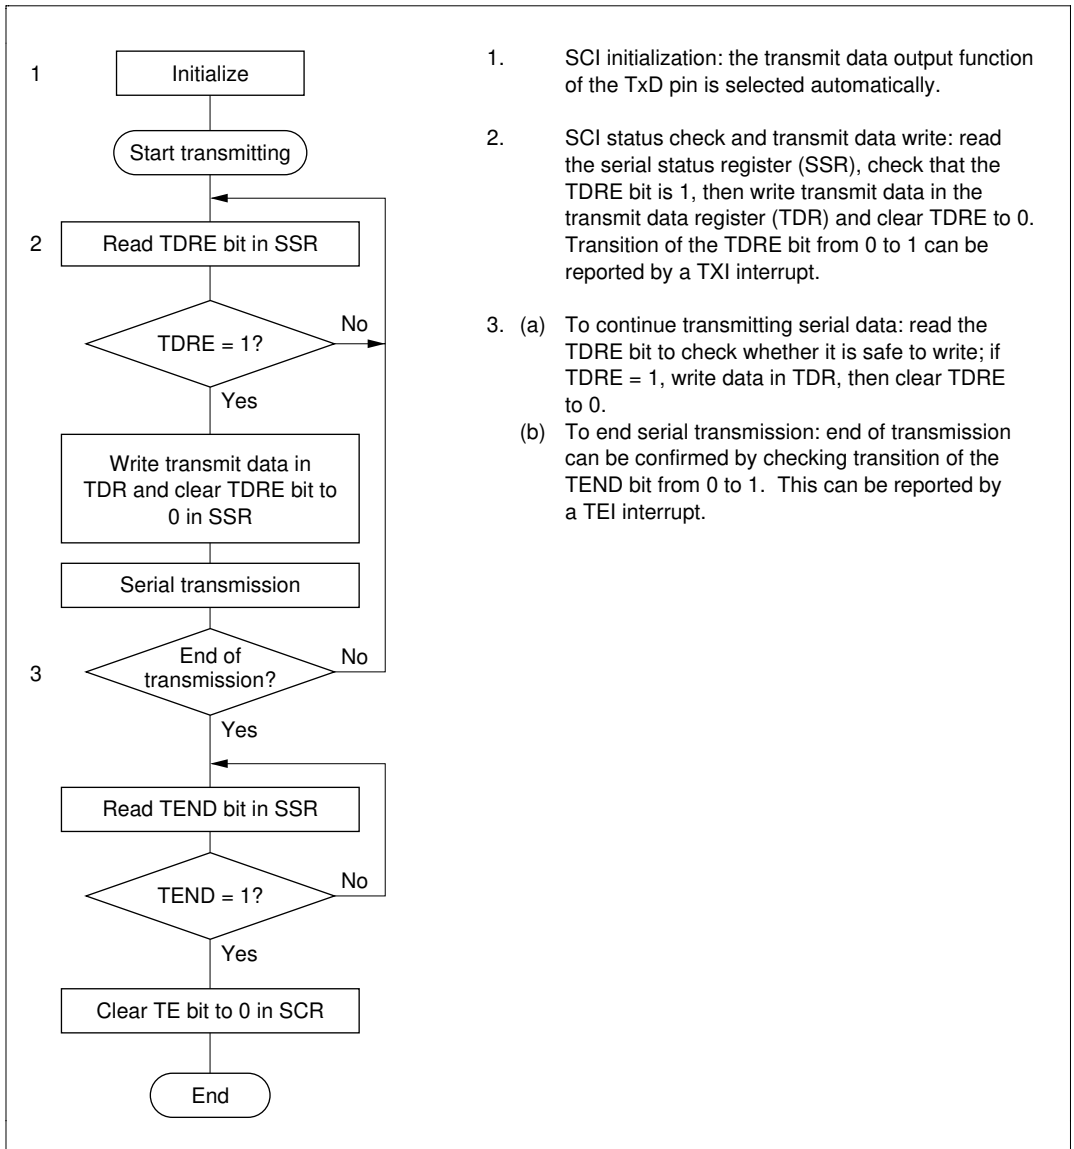 1
Initialize
Start transmitting
2
Read TDRE bit in SSR
TDRE = 1?
No
Yes
Write transmit data in
TDR and clear TDRE bit to
0 in SSR
Serial transmission
3
End of
transmission?
No
Yes
Read TEND bit in SSR
TEND = 1?
No
Yes
Clear TE bit to 0 in SCR
End
1. SCI initialization: the transmit data output function
of the TxD pin is selected automatically.
2. SCI status check and transmit data write: read
the serial status register (SSR), check that the
TDRE bit is 1, then write transmit data in the
transmit data register (TDR) and clear TDRE to 0.
Transition of the TDRE bit from 0 to 1 can be
reported by a TXI interrupt.
3. (a) To continue transmitting serial data: read the
TDRE bit to check whether it is safe to write; if
TDRE = 1, write data in TDR, then clear TDRE
to 0.
(b) To end serial transmission: end of transmission
can be confirmed by checking transition of the
TEND bit from 0 to 1. This can be reported by
a TEI interrupt.